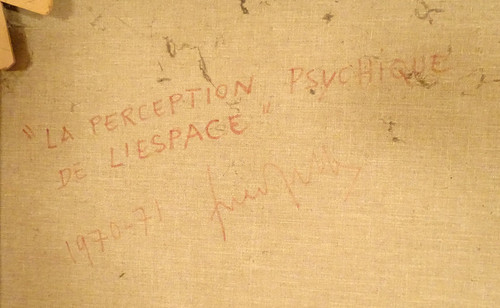 "LA PERCEPTION PSYCHIQUE
DE L'ESPACE"
1970-71